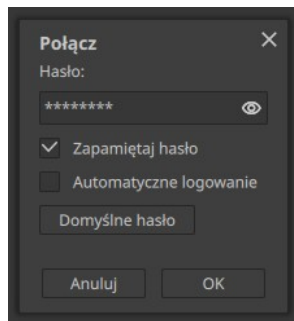 Połącz
Hasło:
********
Zapamiętaj hasło
Automatyczne logowanie
Domyślne hasło
Anuluj OK